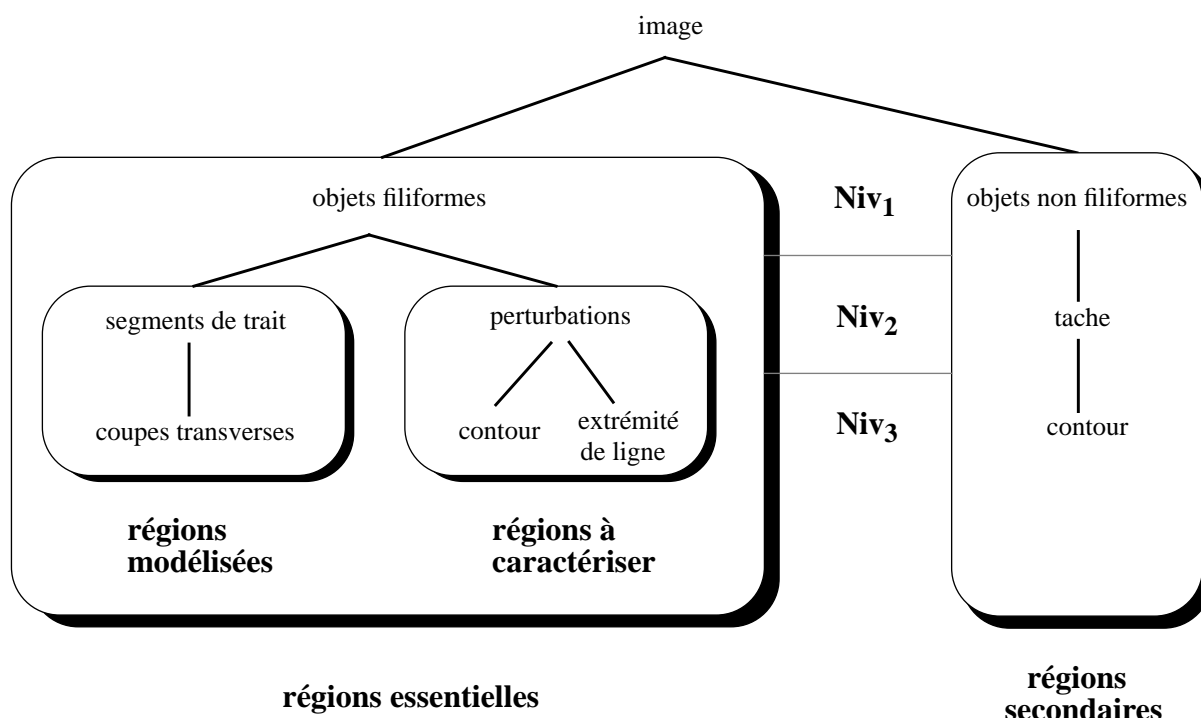 image
objets filiformes
Niv1
objets non filiformes
segments de trait
perturbations
Niv2
tache
coupes transverses
contour
extrémité
de ligne
Niv3
contour
régions
modélisées
régions à
caractériser
régions essentielles
régions
secondaires